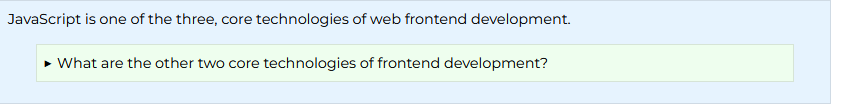 JavaScript is one of the three, core technologies of web frontend development.
▸ What are the other two core technologies of frontend development?